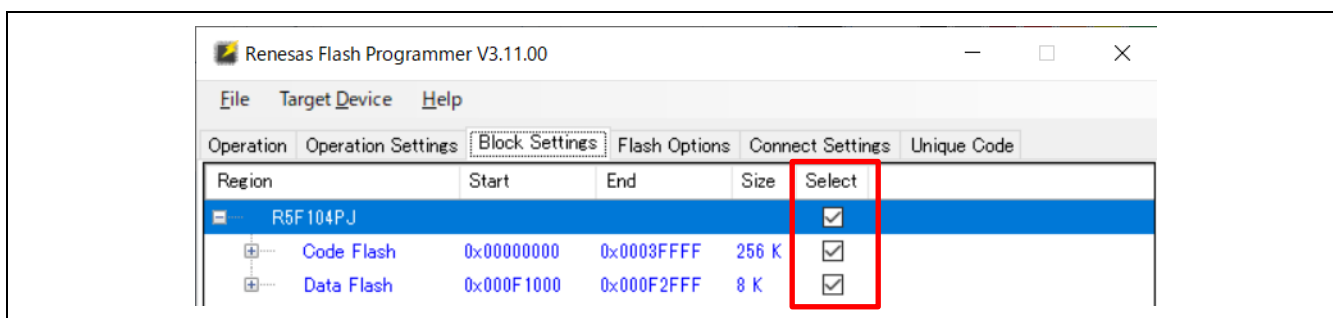 Renesas Flash Programmer V3.11.00
File Target Device Help
Operation Operation Settings Block Settings Flash Options Connect Settings Unique Code
Region Start End Size Select
R5F104PJ
Code Flash 0x00000000 0x0003FFFF 256 K
Data Flash 0x000F1000 0x000F2FFF 8 K